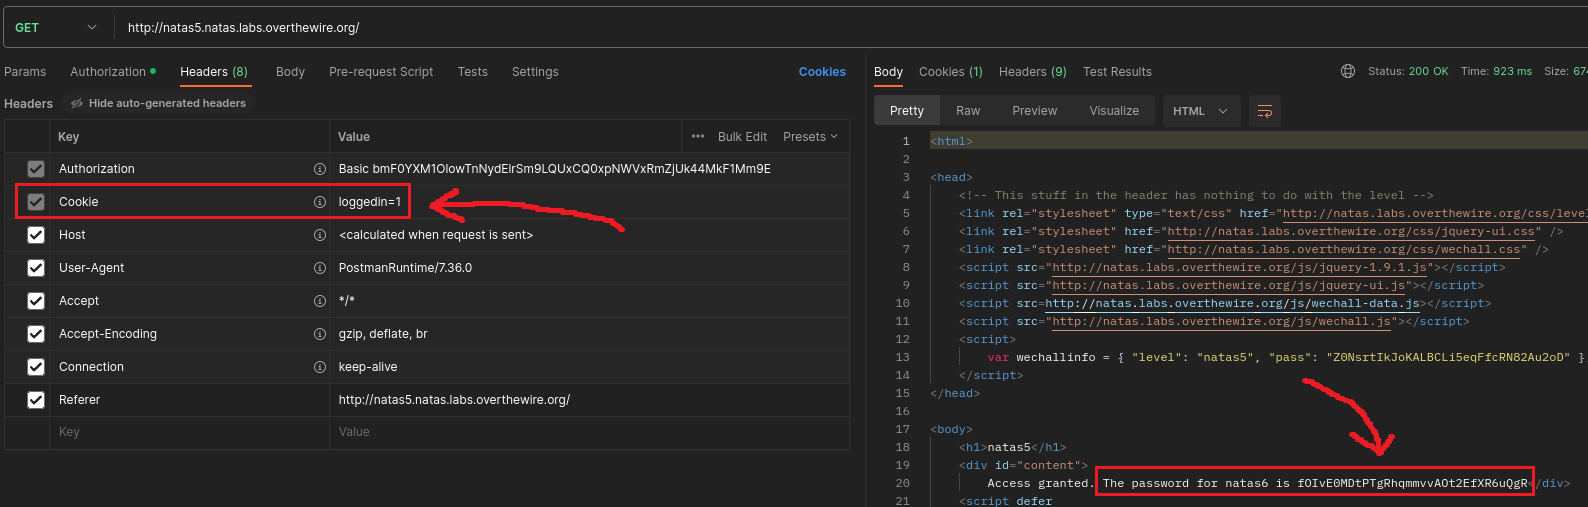 GET http://natas5.natas.labs.overthewire.org/
Params Authorization Headers (8) Body Pre-request Script Tests Settings Cookies
Headers Hide auto-generated headers
Key Value ••• Bulk Edit Presets
Authorization Basic bmF0YXM1OlowTnNydElrSm9LQUxCQ0xpNWVxRmZjUk44MkF1Mm9E
Cookie loggedin=1
Host <calculated when request is sent>
User-Agent PostmanRuntime/7.36.0
Accept */*
Accept-Encoding gzip, deflate, br
Connection keep-alive
Referer http://natas5.natas.labs.overthewire.org/
Key Value
Body Cookies (1) Headers (9) Test Results Status: 200 OK Time: 923 ms Size: 674
Pretty Raw Preview Visualize HTML
1 <html>
2
3 <head>
4 <!-- This stuff in the header has nothing to do with the level -->
5 <link rel="stylesheet" type="text/css" href="http://natas.labs.overthewire.org/css/leve
6 <link rel="stylesheet" href="http://natas.labs.overthewire.org/css/jquery-ui.css" />
7 <link rel="stylesheet" href="http://natas.labs.overthewire.org/css/wechall.css" />
8 <script src="http://natas.labs.overthewire.org/js/jquery-1.9.1.js"></script>
9 <script src="http://natas.labs.overthewire.org/js/jquery-ui.js"></script>
10 <script src=http://natas.labs.overthewire.org/js/wechall-data.js></script>
11 <script src="http://natas.labs.overthewire.org/js/wechall.js"></script>
12 <script>
13 var wechallinfo = { "level": "natas5", "pass": "Z0NsrtIkJoKALBCLi5eqFfcRN82Au2oD" }
14 </script>
15 </head>
16
17 <body>
18 <h1>natas5</h1>
19 <div id="content">
20 Access granted. The password for natas6 is fOIvE0MDtPTgRhqmmvvAOt2EfXR6uQgR</div>
21 <script defer